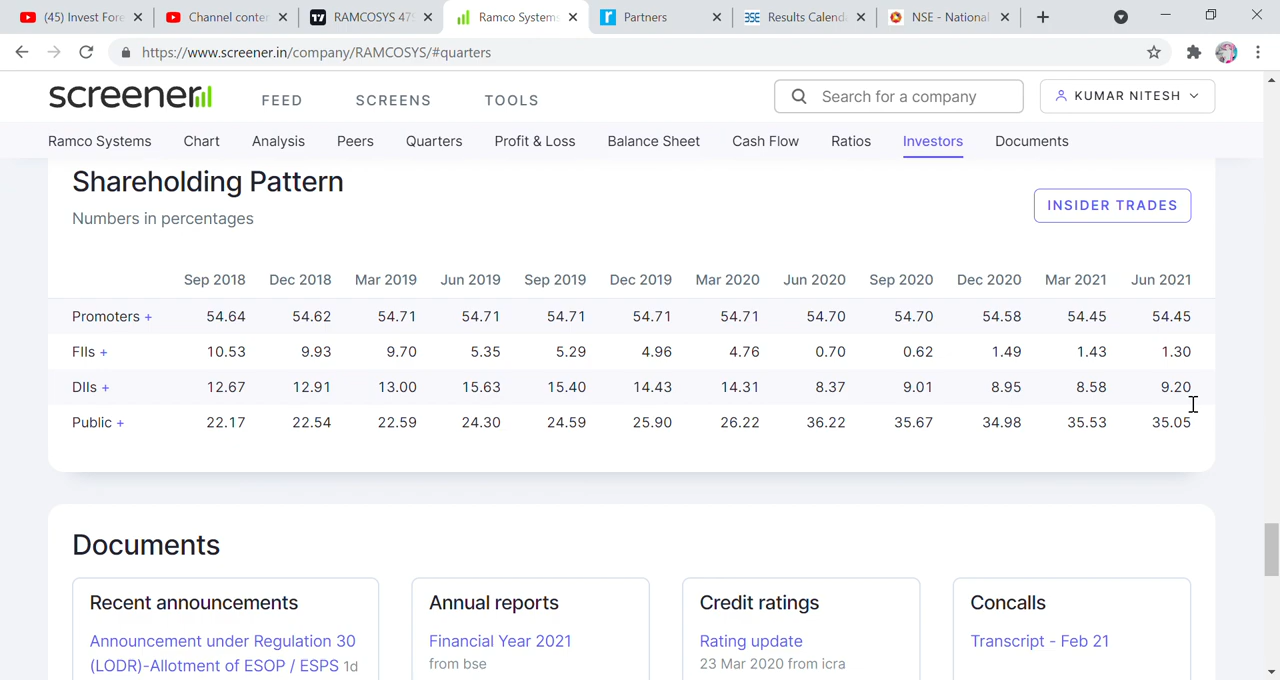 (45) Invest For
Channel conten
RAMCOSYS 475
Ramco System
Partners
Results Calenda
NSE - National
https://www.screener.in/company/RAMCOSYS/#quarters
screener
FEED SCREENS TOOLS
Search for a company
KUMAR NITESH
Ramco Systems Chart Analysis Peers Quarters Profit & Loss Balance Sheet Cash Flow Ratios Investors Documents
Shareholding Pattern
INSIDER TRADES
Numbers in percentages
Sep 2018 Dec 2018 Mar 2019 Jun 2019 Sep 2019 Dec 2019 Mar 2020 Jun 2020 Sep 2020 Dec 2020 Mar 2021 Jun 2021
Promoters + 54.64 54.62 54.71 54.71 54.71 54.71 54.71 54.70 54.70 54.58 54.45 54.45
FIIs + 10.53 9.93 9.70 5.35 5.29 4.96 4.76 0.70 0.62 1.49 1.43 1.30
DIIs + 12.67 12.91 13.00 15.63 15.40 14.43 14.31 8.37 9.01 8.95 8.58 9.20
Public + 22.17 22.54 22.59 24.30 24.59 25.90 26.22 36.22 35.67 34.98 35.53 35.05
Documents
Recent announcements
Announcement under Regulation 30
(LODR)-Allotment of ESOP / ESPS 1d
Annual reports
Financial Year 2021
from bse
Credit ratings
Rating update
23 Mar 2020 from icra
Concalls
Transcript - Feb 21